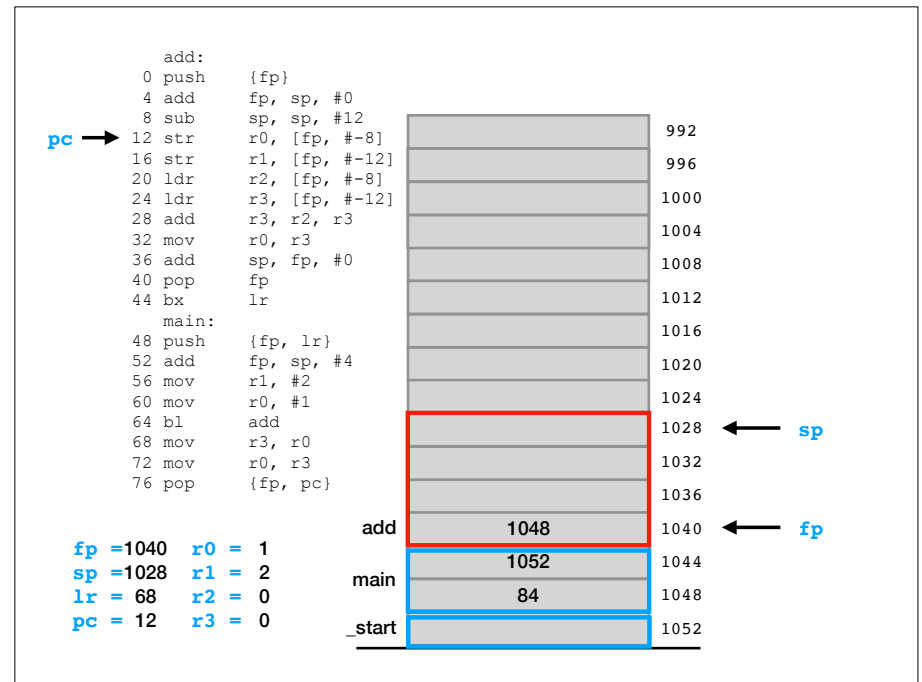 add:
0 push {fp}
4 add fp, sp, #0
8 sub sp, sp, #12
pc 12 str r0, [fp, #-8]
16 str r1, [fp, #-12]
20 ldr r2, [fp, #-8]
24 ldr r3, [fp, #-12]
28 add r3, r2, r3
32 mov r0, r3
36 add sp, fp, #0
40 pop fp
44 bx lr
main:
48 push {fp, lr}
52 add fp, sp, #4
56 mov r1, #2
60 mov r0, #1
64 bl add
68 mov r3, r0
72 mov r0, r3
76 pop {fp, pc}
fp =1040 r0 = 1
sp =1028 r1 = 2
lr = 68 r2 = 0
pc = 12 r3 = 0
992
996
1000
1004
1008
1012
1016
1020
1024
1028 sp
1032
1036
add 1048 1040 fp
1052 1044
main
84 1048
_start 1052